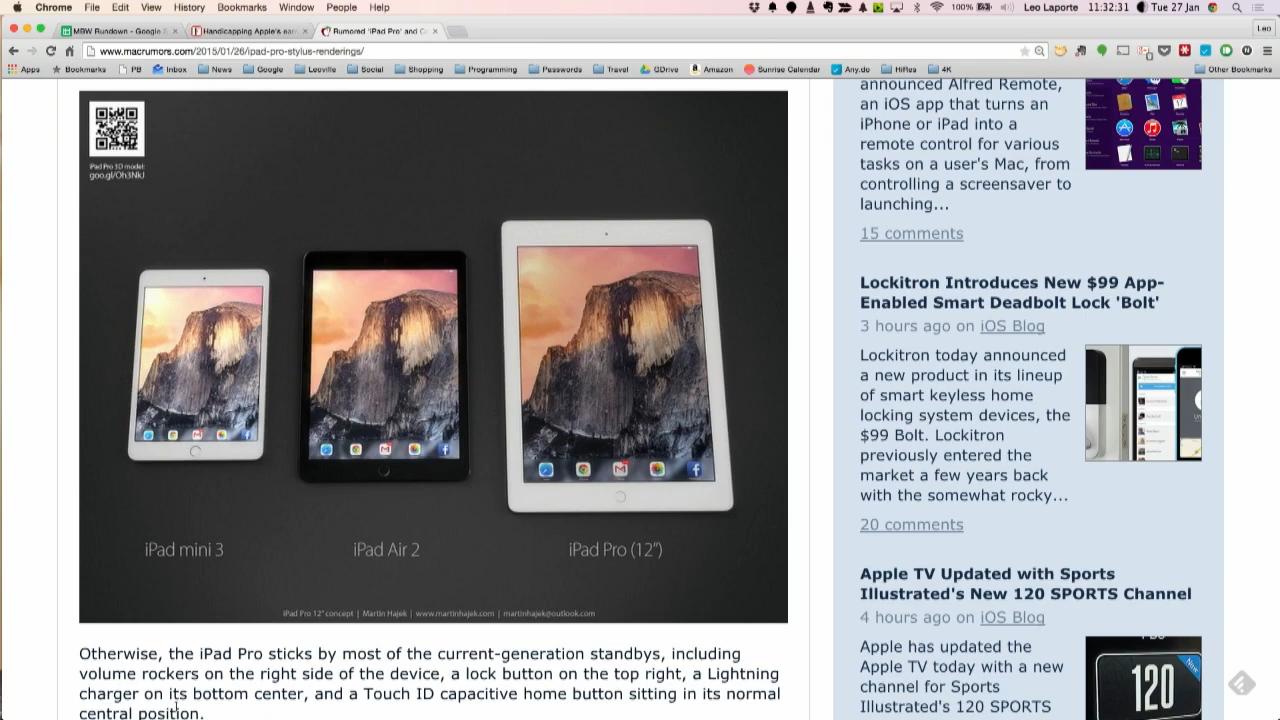 Chrome File Edit View History Bookmarks Window People Help
100% Leo Laporte 11:32:31 Tue 27 Jan
MBW Rundown - Google
Handicapping Apple's ear
Rumored 'iPad Pro' and C
Leo
www.macrumors.com/2015/01/26/ipad-pro-stylus-renderings/
Apps Bookmarks PB Inbox News Google Leoville Social Shopping Programming Passwords Travel GDrive Amazon Sunrise Calendar Any.do HiRes 4K Other Bookmarks
iPad Pro 3D model:
goo.gl/Oh3NkJ
iPad mini 3
iPad Air 2
iPad Pro (12")
iPad Pro 12" concept | Martin Hajek | www.martinhajek.com | martinhajek@outlook.com
Otherwise, the iPad Pro sticks by most of the current-generation standbys, including
volume rockers on the right side of the device, a lock button on the top right, a Lightning
charger on its bottom center, and a Touch ID capacitive home button sitting in its normal
central position.
announced Alfred Remote,
an iOS app that turns an
iPhone or iPad into a
remote control for various
tasks on a user's Mac, from
controlling a screensaver to
launching...
15 comments
Lockitron Introduces New $99 App-
Enabled Smart Deadbolt Lock 'Bolt'
3 hours ago on iOS Blog
Lockitron today announced
a new product in its lineup
of smart keyless home
locking system devices, the
$99 Bolt. Lockitron
previously entered the
market a few years back
with the somewhat rocky...
20 comments
Apple TV Updated with Sports
Illustrated's New 120 SPORTS Channel
4 hours ago on iOS Blog
Apple has updated the
Apple TV today with a new
channel for Sports
Illustrated's 120 SPORTS
New
120